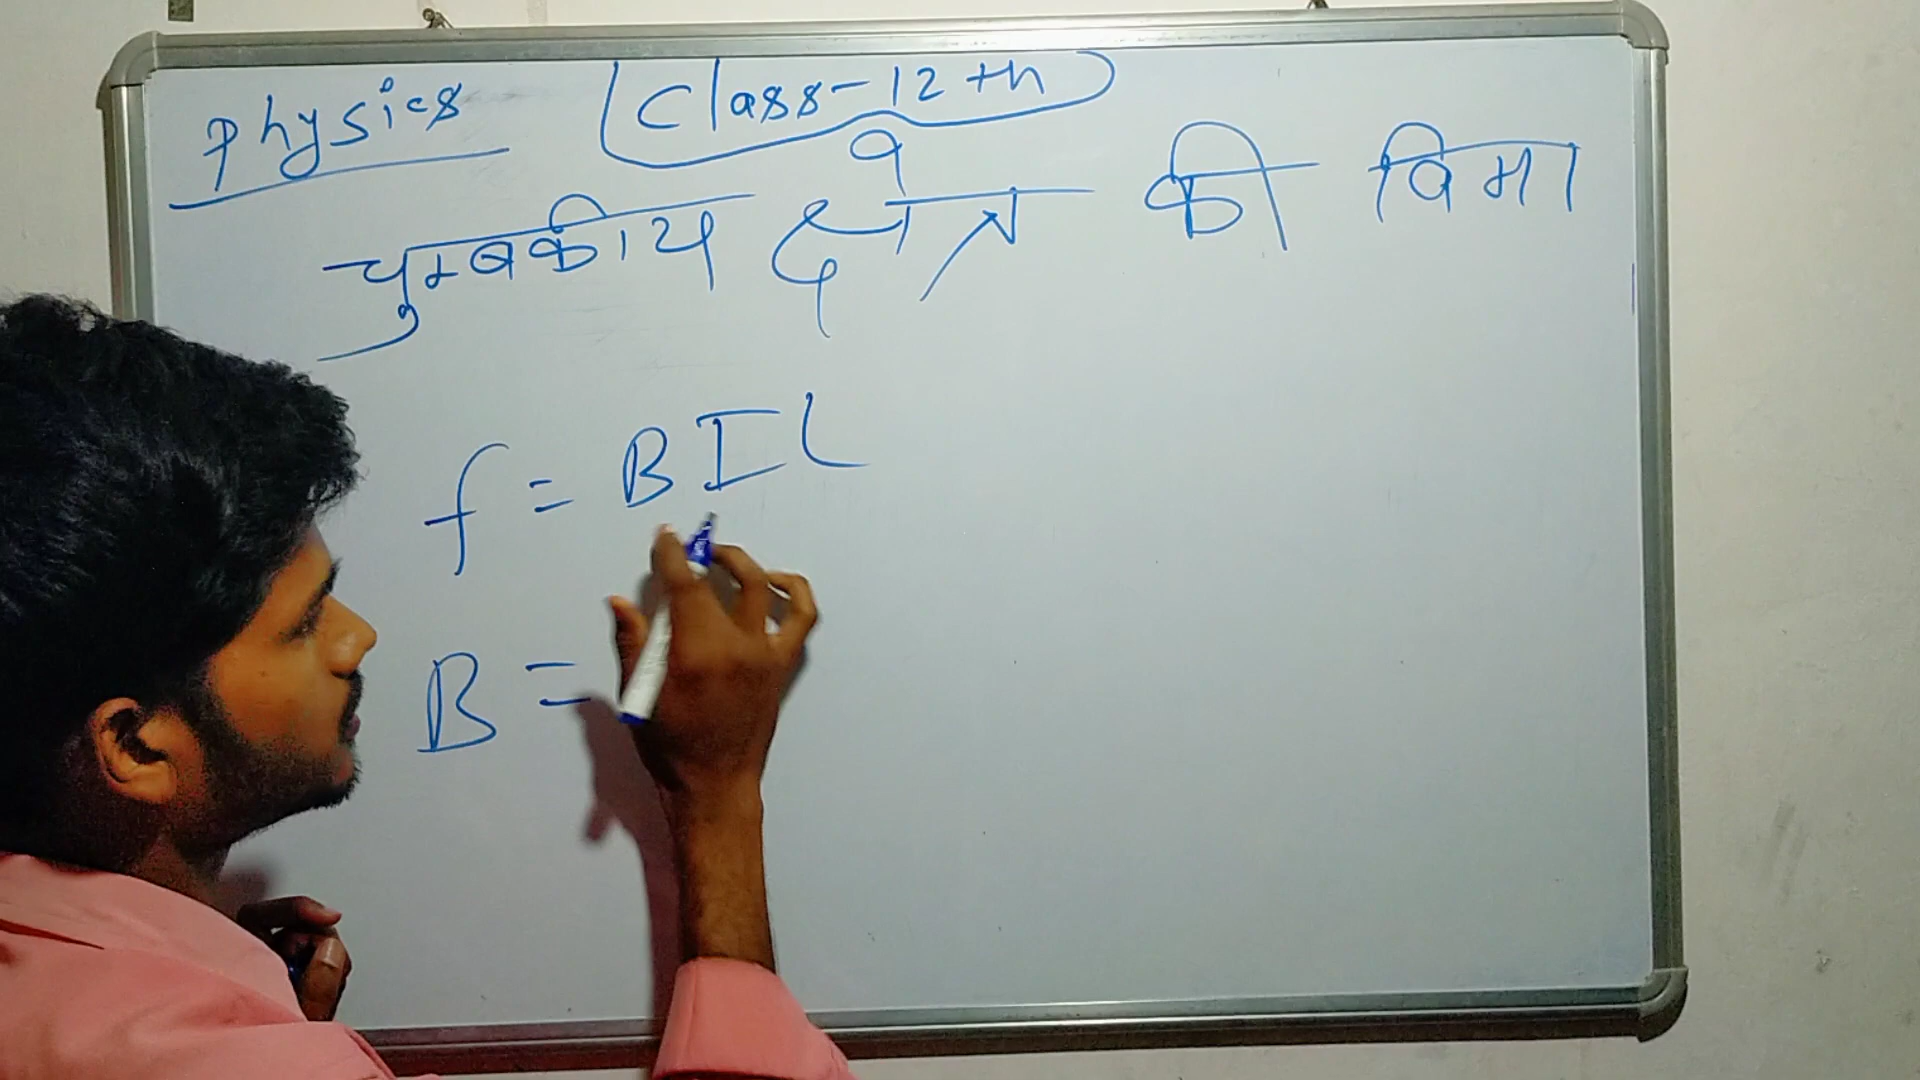 Physics Class-12th
चुम्बकीय क्षेत्र की विमा
f = BIL
B =